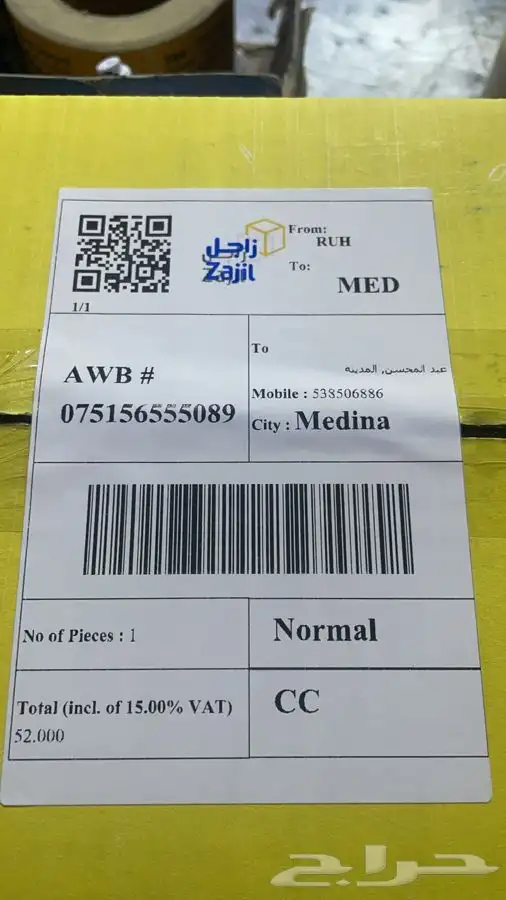 زاجل
Zajil
From:
RUH
To:
MED
1/1
AWB #
075156555089
To
عبد المحسن, المدينه
Mobile : 538506886
City : Medina
No of Pieces : 1
Normal
Total (incl. of 15.00% VAT)
52.000
CC
حراج